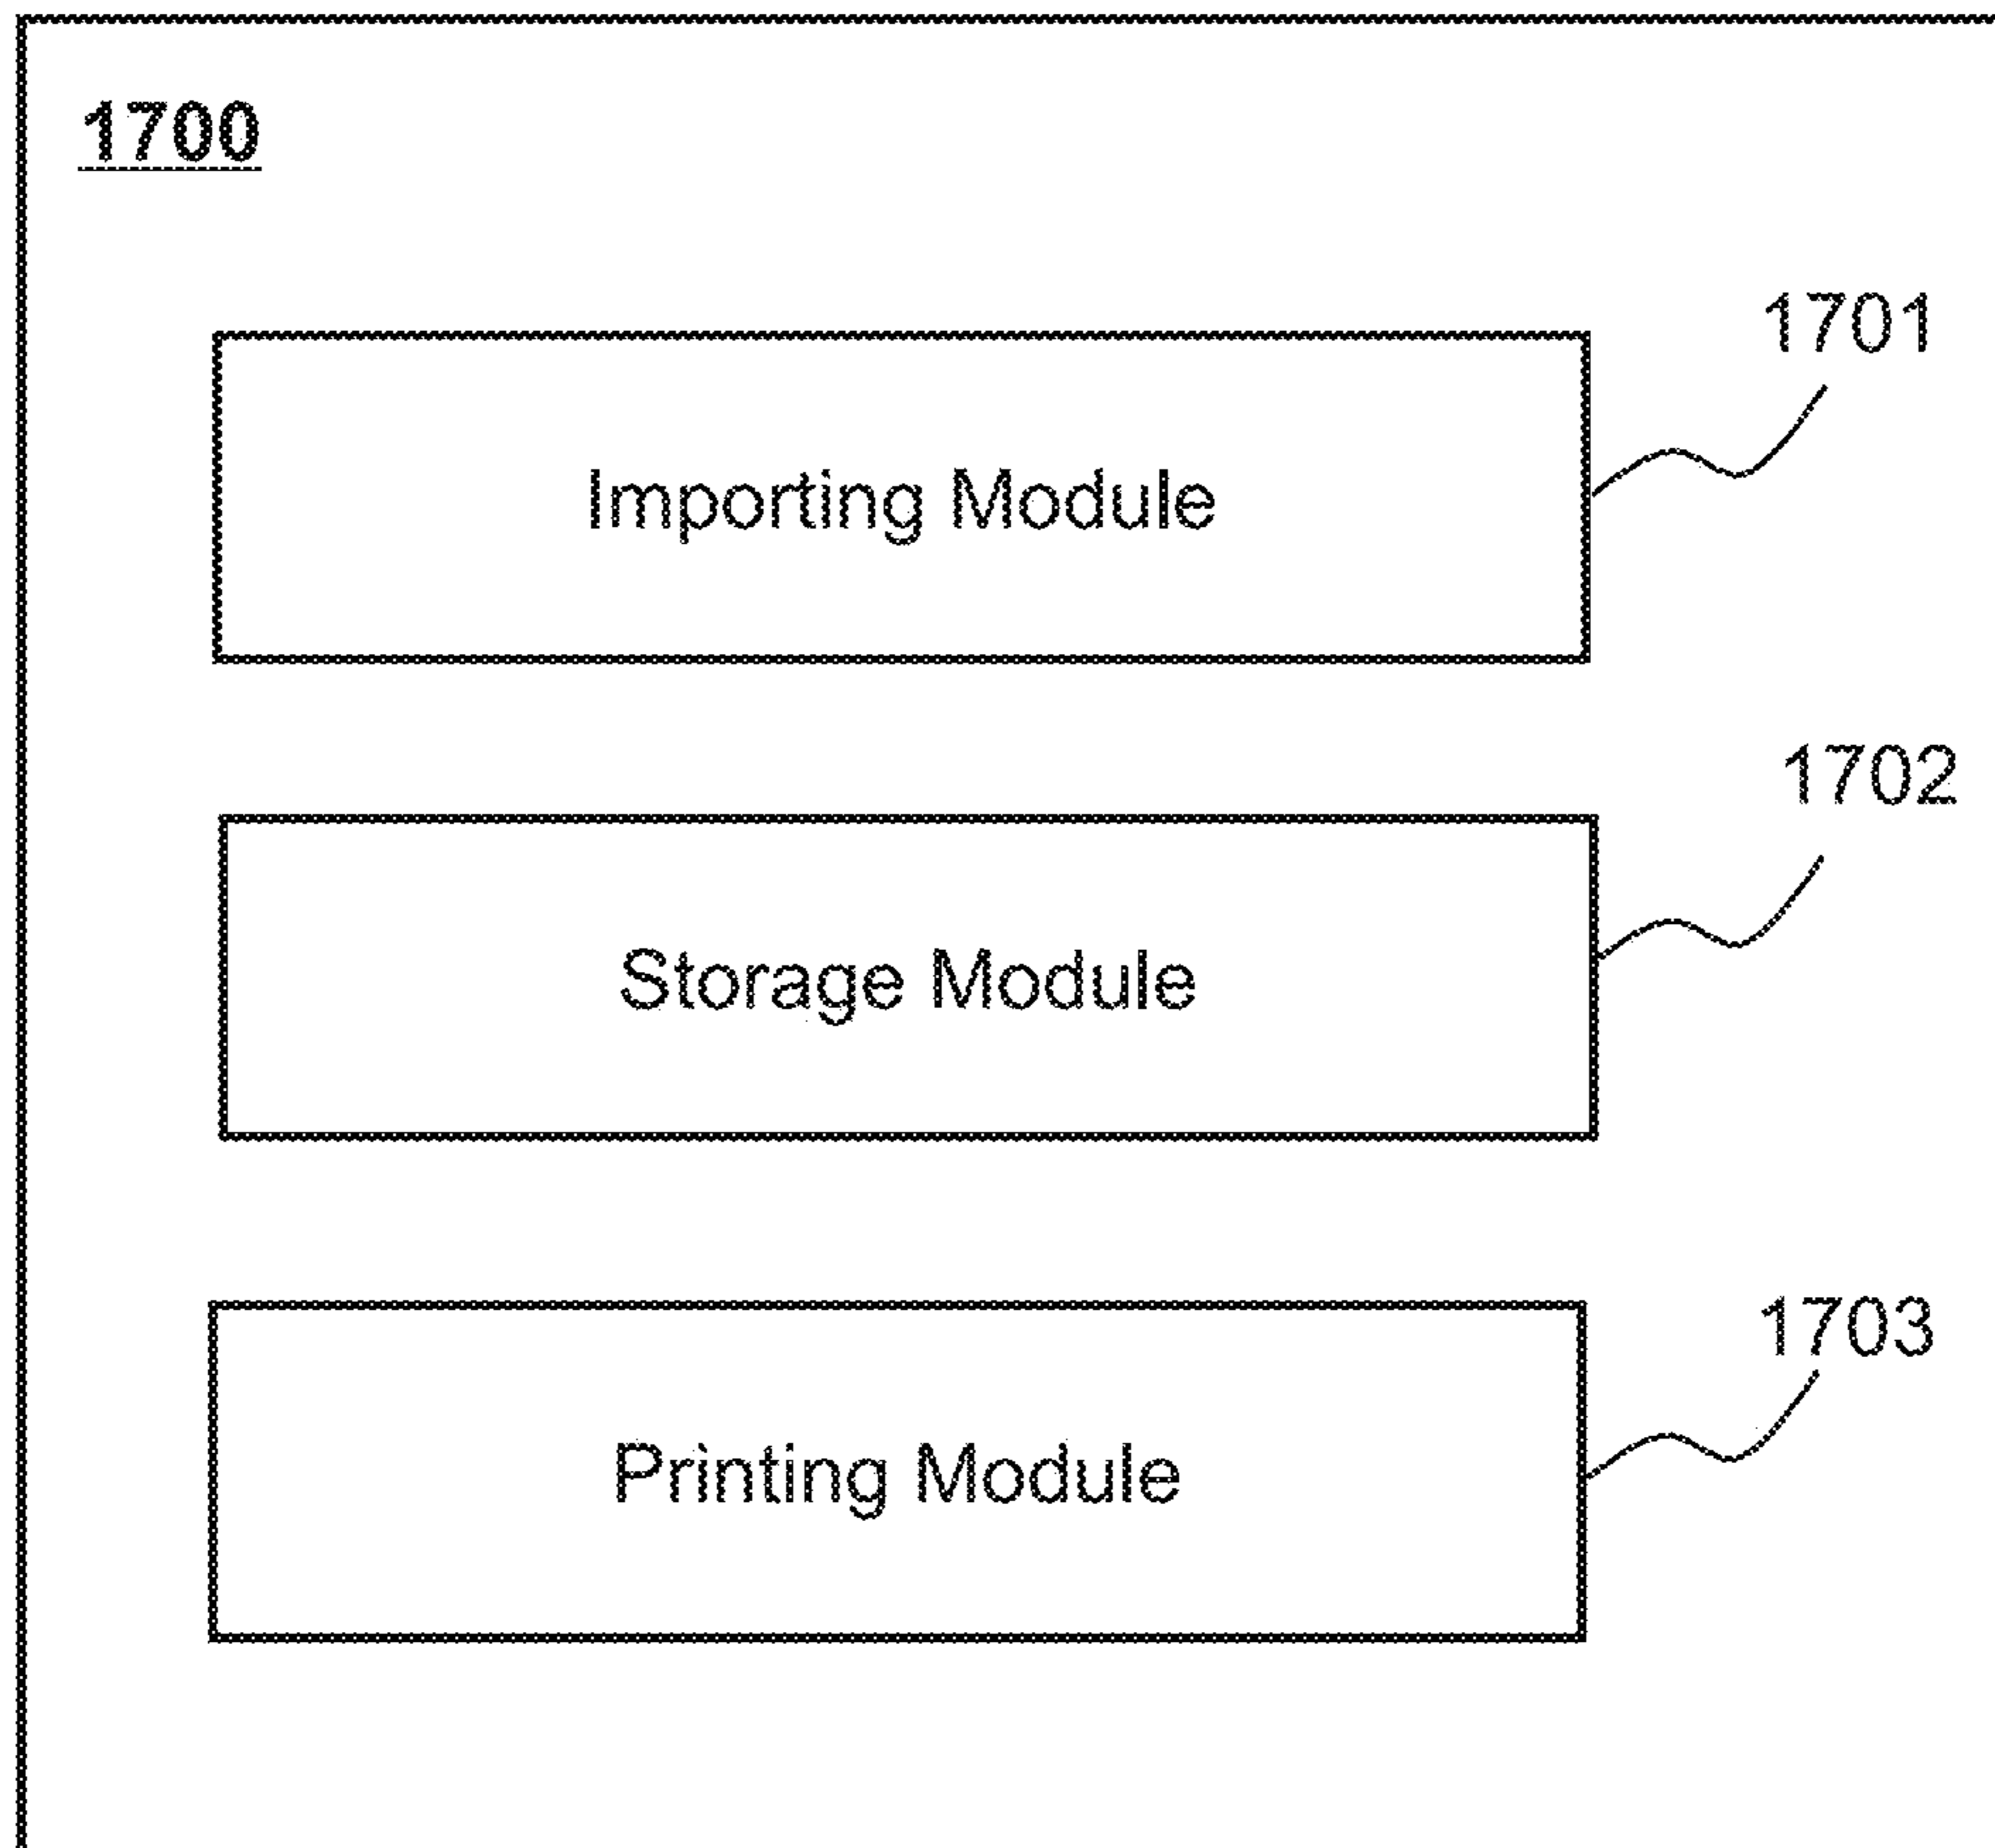 1700
1701
Importing Module
1702
Storage Module
1703
Printing Module